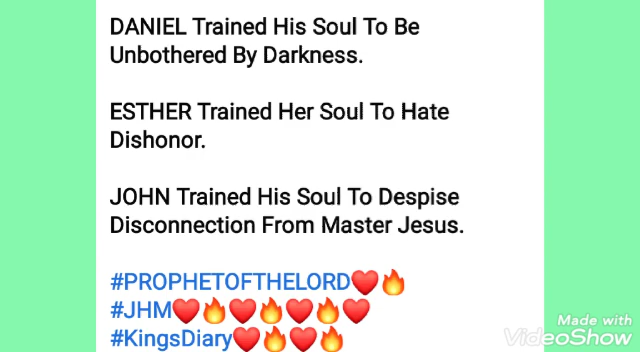 DANIEL Trained His Soul To Be
Unbothered By Darkness.
ESTHER Trained Her Soul To Hate
Dishonor.
JOHN Trained His Soul To Despise
Disconnection From Master Jesus.
#PROPHETOFTHELORD❤️🔥
#JHM❤️🔥❤️🔥❤️🔥❤️
#KingsDiary❤️🔥❤️🔥
Made with
VideoShow